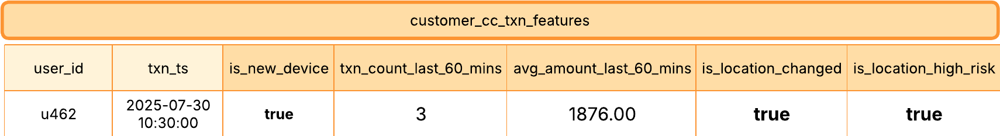 customer_cc_txn_features
user_id txn_ts is_new_device txn_count_last_60_mins avg_amount_last_60_mins is_location_changed is_location_high_risk
u462 2025-07-30 10:30:00 true 3 1876.00 true true